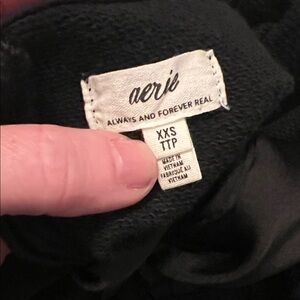 aerie
ALWAYS AND FOREVER REAL
XXS
TTP
MADE IN
VIETNAM
FABRIQUÉ AU
VIETNAM